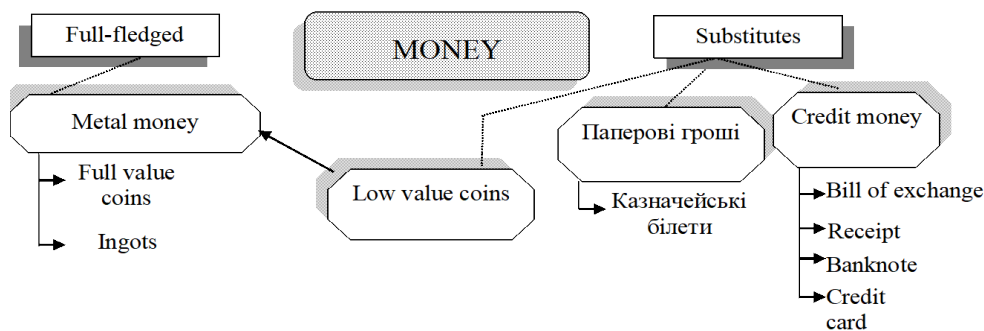 Full-fledged
MONEY
Substitutes
Metal money
Full value
coins
Ingots
Low value coins
Паперові гроші
Казначейські
білети
Credit money
Bill of exchange
Receipt
Banknote
Credit
card